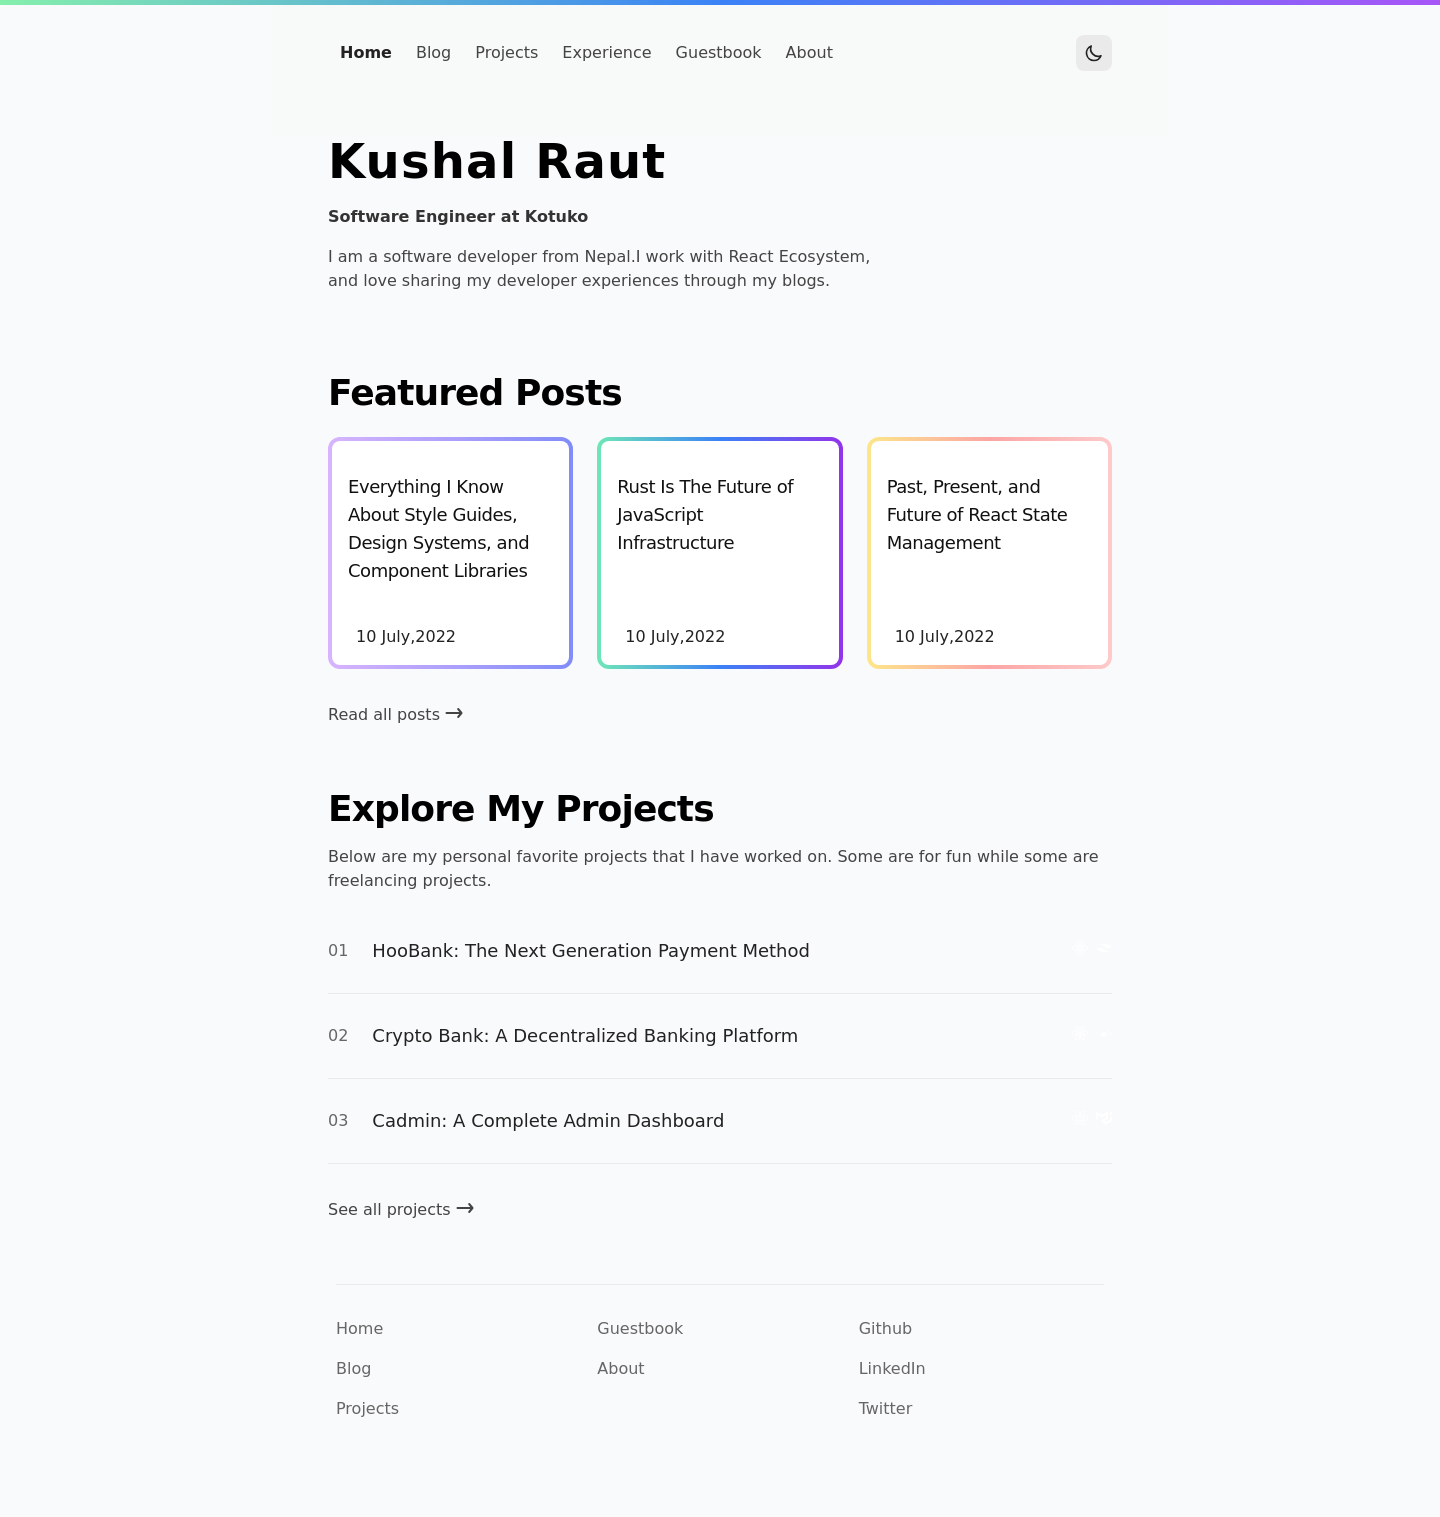 Home Blog Projects Experience Guestbook About
Kushal Raut
Software Engineer at Kotuko
I am a software developer from Nepal.I work with React Ecosystem,
and love sharing my developer experiences through my blogs.
Featured Posts
Everything I Know
About Style Guides,
Design Systems, and
Component Libraries
10 July,2022
Rust Is The Future of
JavaScript
Infrastructure
10 July,2022
Past, Present, and
Future of React State
Management
10 July,2022
Read all posts →
Explore My Projects
Below are my personal favorite projects that I have worked on. Some are for fun while some are
freelancing projects.
01 HooBank: The Next Generation Payment Method
02 Crypto Bank: A Decentralized Banking Platform
03 Cadmin: A Complete Admin Dashboard
See all projects →
Home
Blog
Projects
Guestbook
About
Github
LinkedIn
Twitter